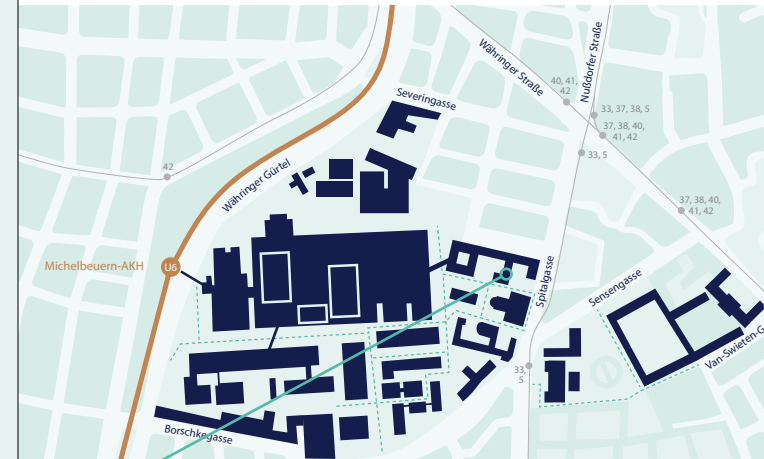 Währinger Straße
Nußdorfer Straße
40, 41,
42
33, 37, 38, 5
37, 38, 40,
41, 42
33, 5
Severingasse
42
Währinger Gürtel
37, 38, 40,
41, 42
Michelbeuern-AKH
U6
Spitalgasse
Sensengasse
Van-Swieten-G
33,
5
Borschkegasse